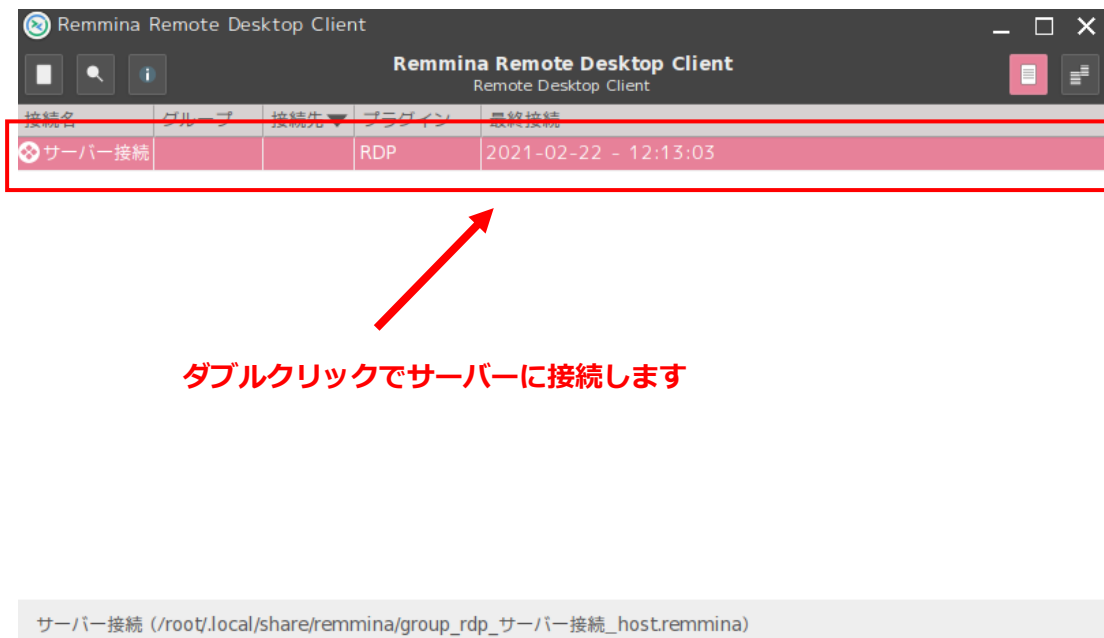 Remmina Remote Desktop Client
Remmina Remote Desktop Client
Remote Desktop Client
接続名 グループ 接続先 プラグイン 最終接続
サーバー接続 RDP 2021-02-22 - 12:13:03
ダブルクリックでサーバーに接続します
サーバー接続 (/root/.local/share/remmina/group_rdp_サーバー接続_host.remmina)